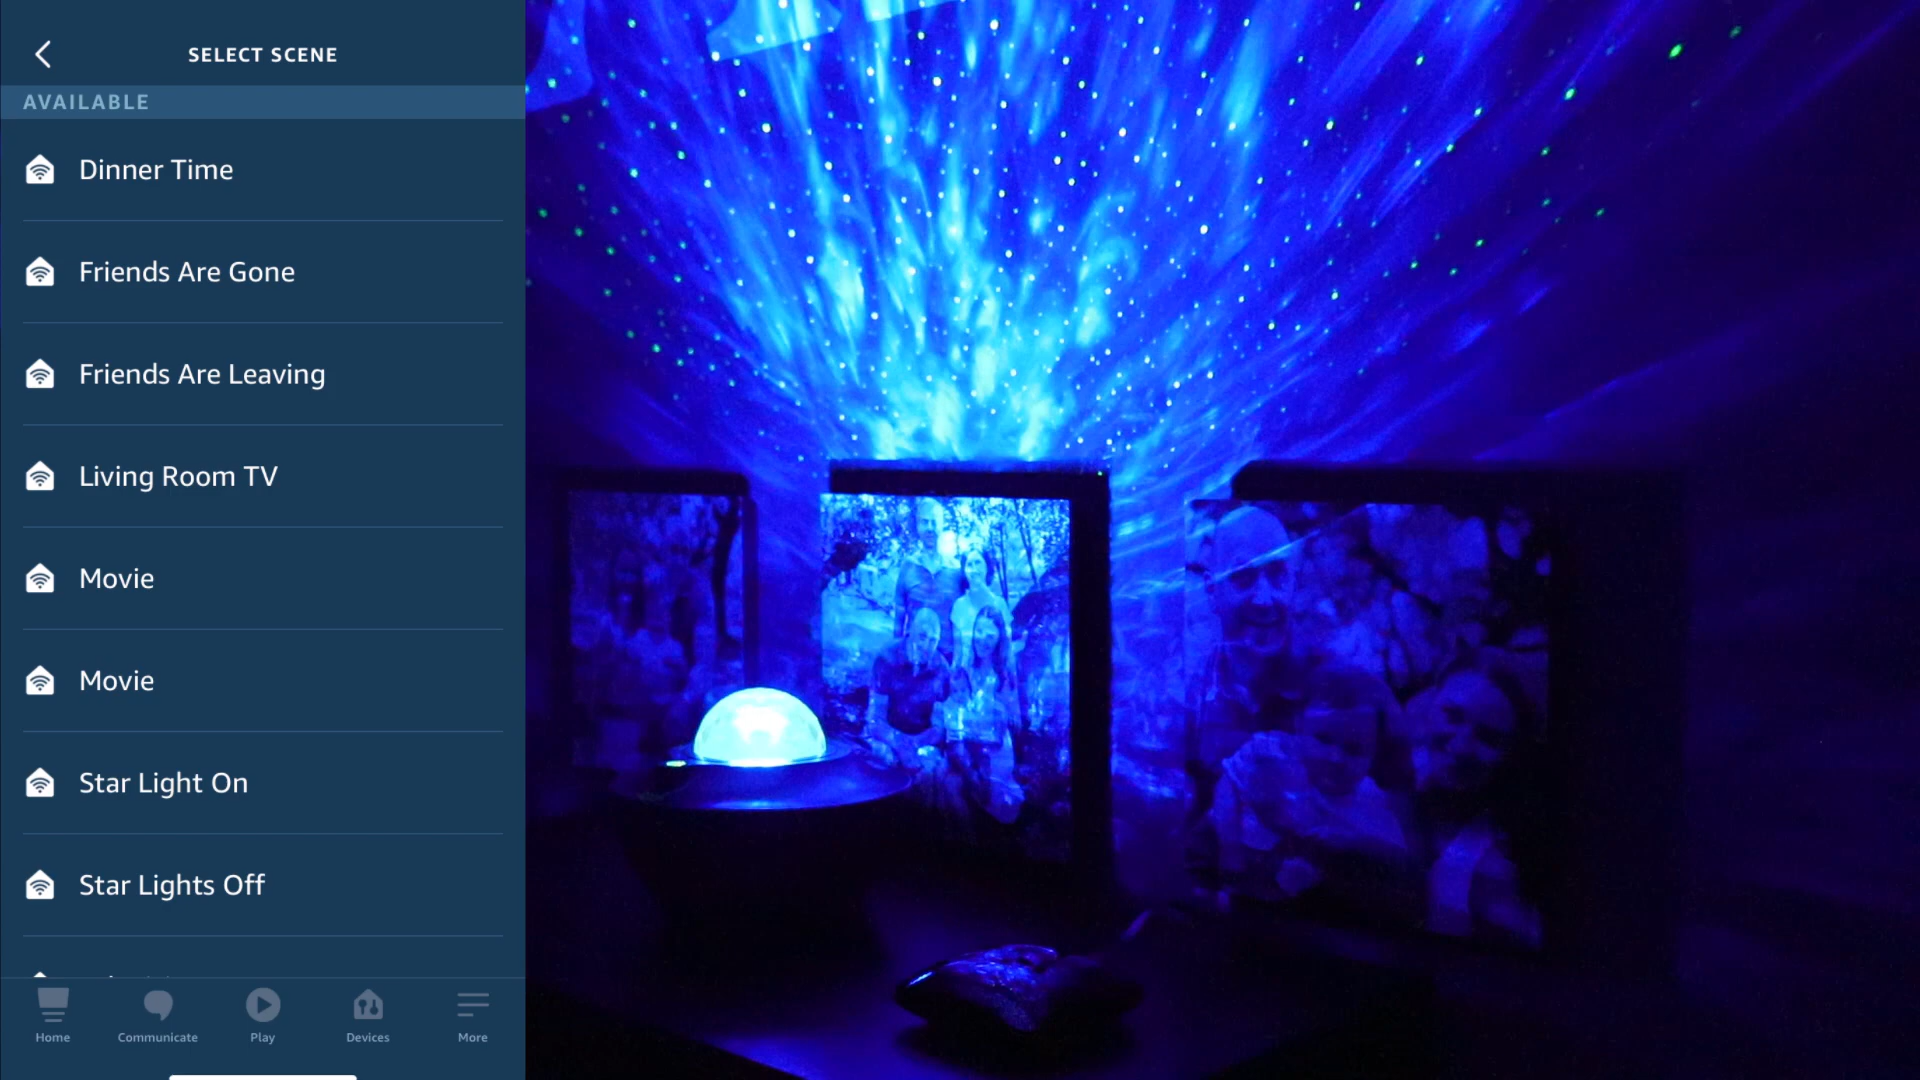 SELECT SCENE
AVAILABLE
Dinner Time
Friends Are Gone
Friends Are Leaving
Living Room TV
Movie
Movie
Star Light On
Star Lights Off
Home
Communicate
Play
Devices
More